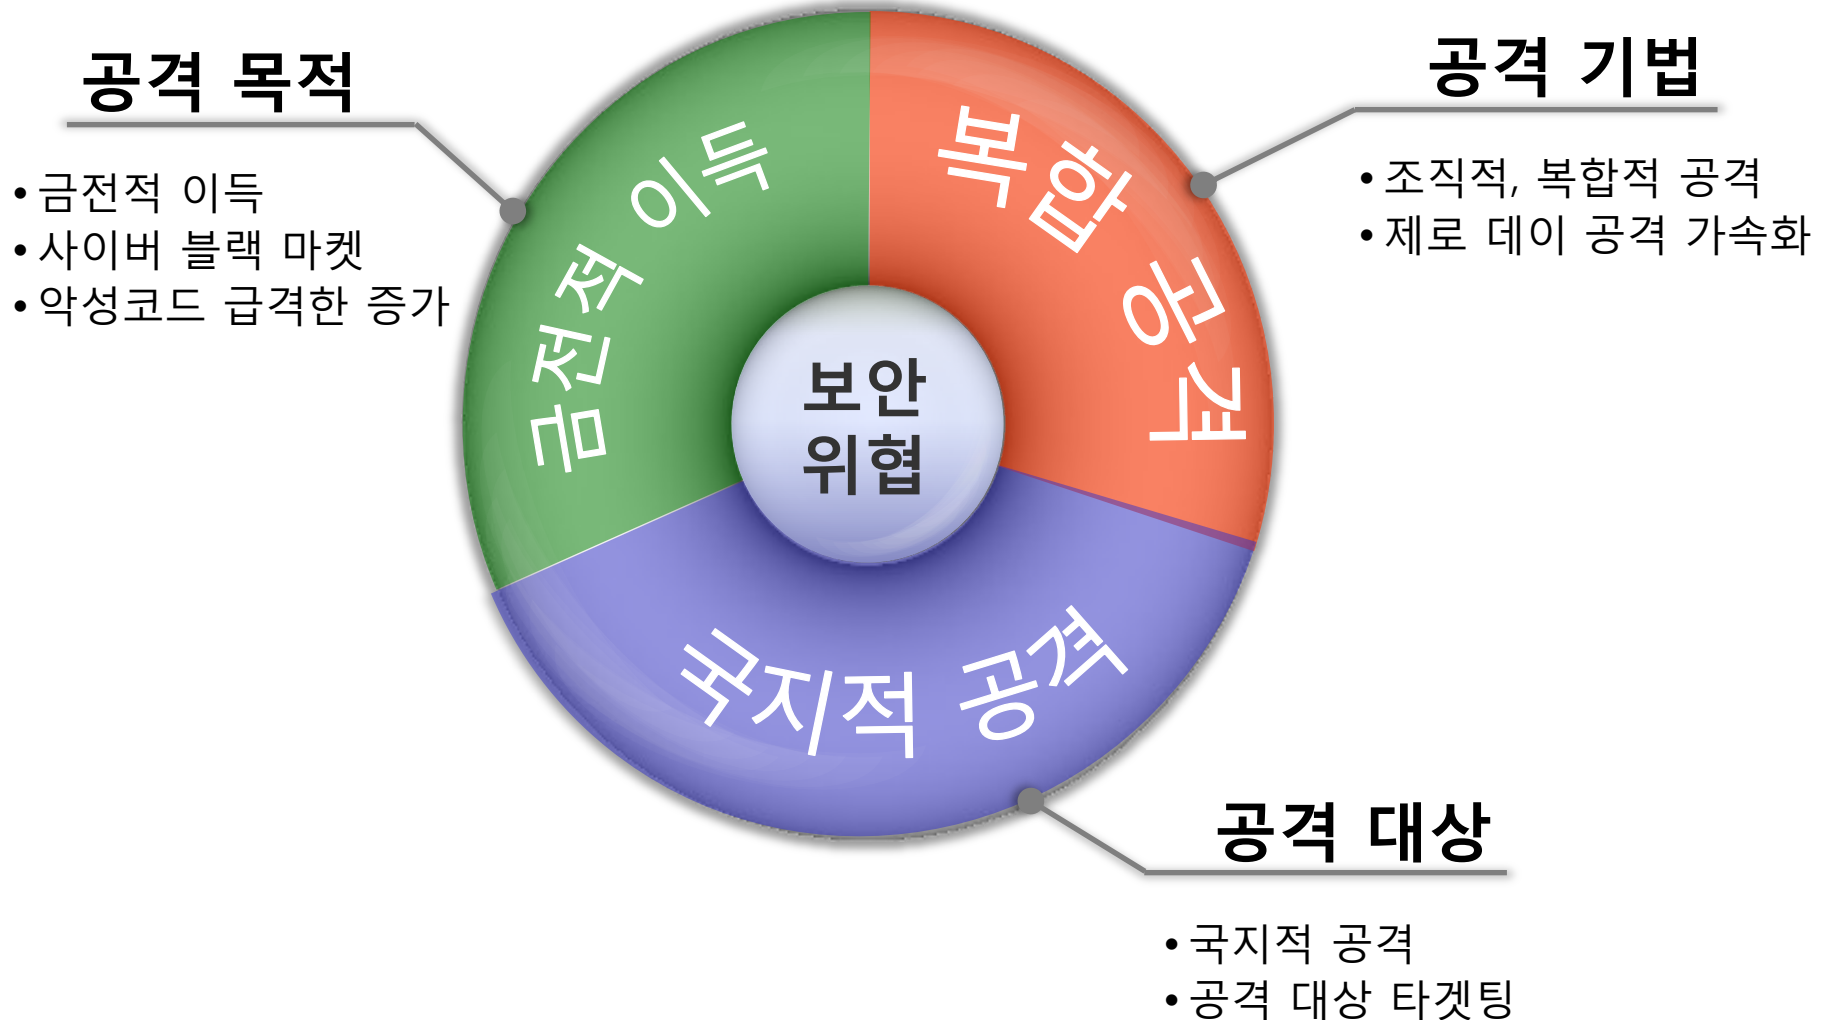 공격 목적
• 금전적 이득
• 사이버 블랙 마켓
• 악성코드 급격한 증가
공격 기법
• 조직적, 복합적 공격
• 제로 데이 공격 가속화
금전적 이득
복합 공격
보안
위협
국지적 공격
공격 대상
• 국지적 공격
• 공격 대상 타겟팅